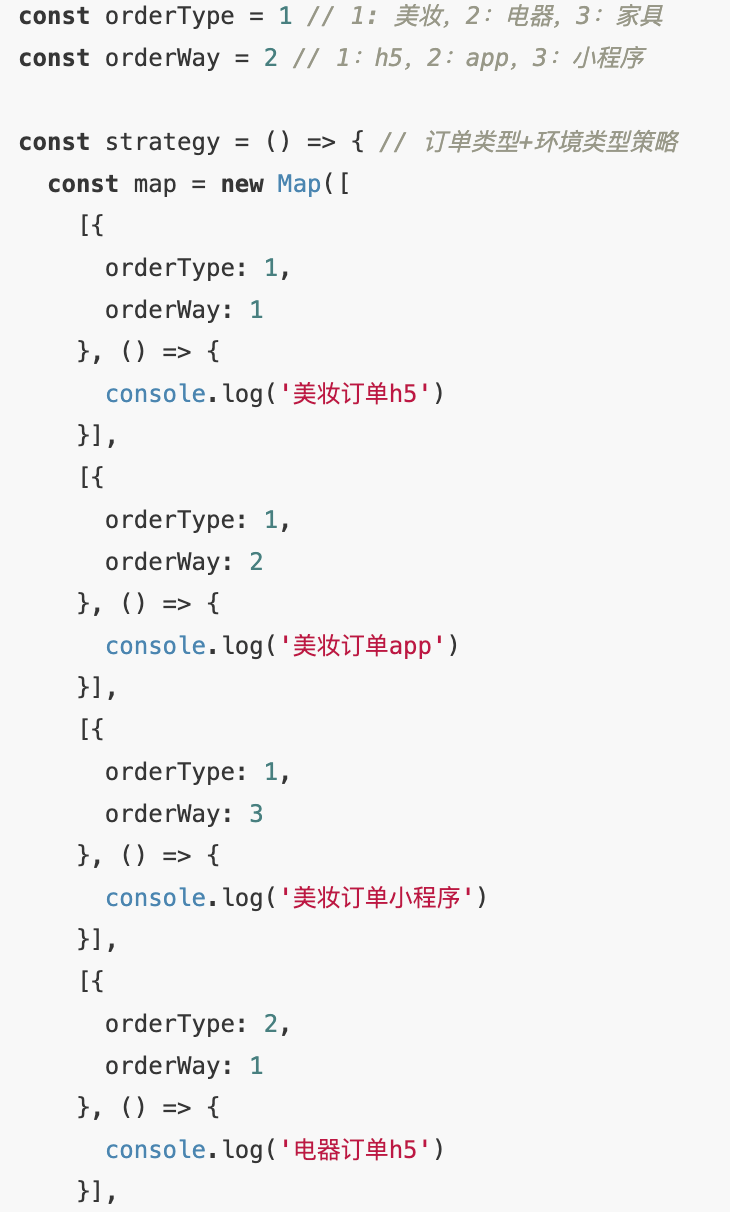 const orderType = 1 // 1: 美妆，2：电器，3：家具
const orderWay = 2 // 1：h5，2：app，3：小程序
const strategy = () => { // 订单类型+环境类型策略
  const map = new Map([
    [{
      orderType: 1,
      orderWay: 1
    }, () => {
      console.log('美妆订单h5')
    }],
    [{
      orderType: 1,
      orderWay: 2
    }, () => {
      console.log('美妆订单app')
    }],
    [{
      orderType: 1,
      orderWay: 3
    }, () => {
      console.log('美妆订单小程序')
    }],
    [{
      orderType: 2,
      orderWay: 1
    }, () => {
      console.log('电器订单h5')
    }],